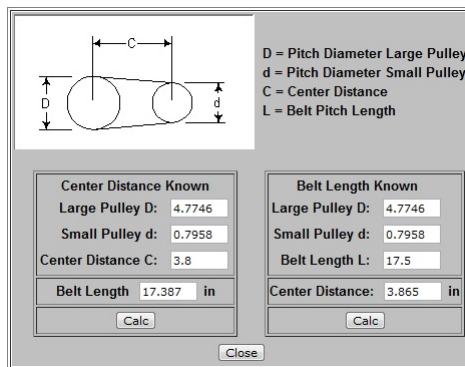 C
D
d
D = Pitch Diameter Large Pulley
d = Pitch Diameter Small Pulley
C = Center Distance
L = Belt Pitch Length
Center Distance Known
Large Pulley D: 4.7746
Small Pulley d: 0.7958
Center Distance C: 3.8
Belt Length 17.387 in
Calc
Belt Length Known
Large Pulley D: 4.7746
Small Pulley d: 0.7958
Belt Length L: 17.5
Center Distance: 3.865 in
Calc
Close